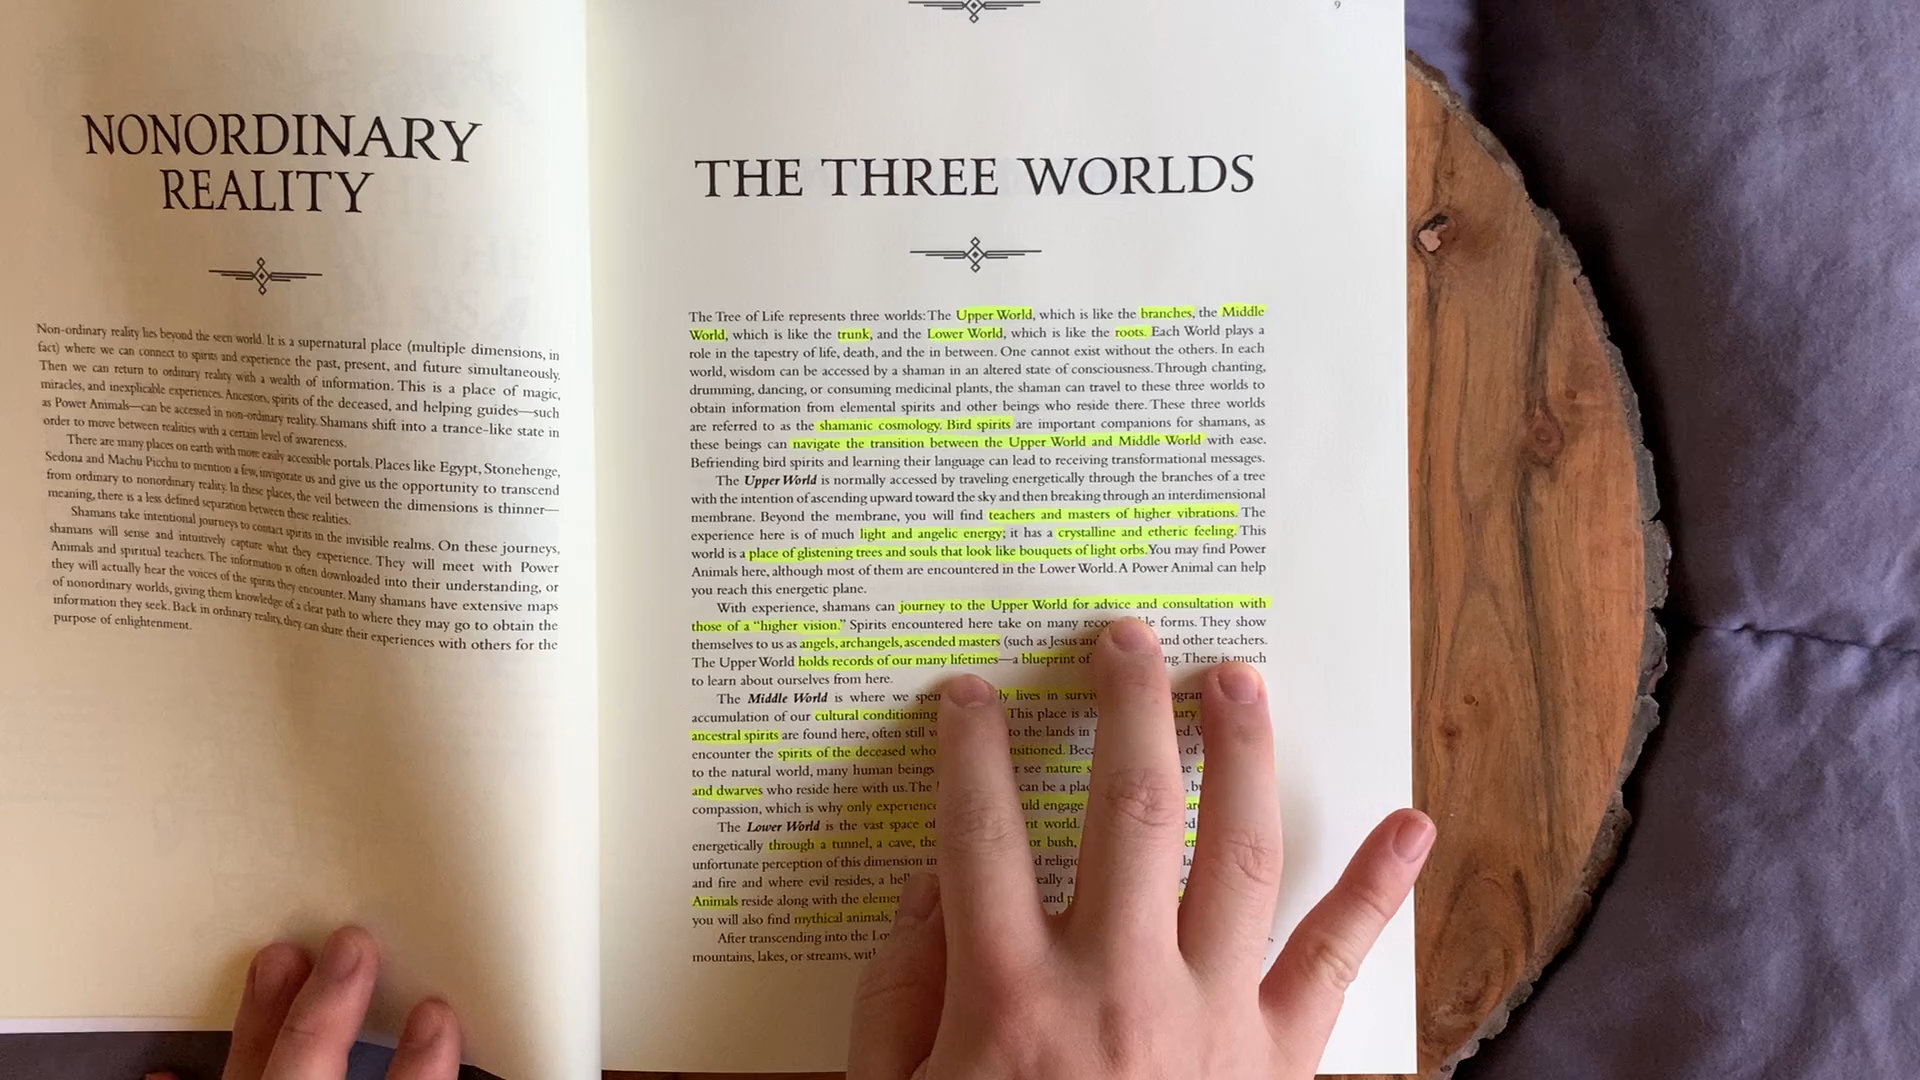 NONORDINARY
REALITY
Non-ordinary reality lies beyond the seen world. It is a supernatural place (multiple dimensions, in
fact) where we can connect to spirits and experience the past, present, and future simultaneously.
Then we can return to ordinary reality with a wealth of information. This is a place of magic,
miracles, and inexplicable experiences. Ancestors, spirits of the deceased, and helping guides—such
as Power Animals—can be accessed in non-ordinary reality. Shamans shift into a trance-like state in
order to move between realities with a certain level of awareness.
There are many places on earth with more easily accessible portals. Places like Egypt, Stonehenge,
Sedona and Machu Picchu to mention a few, invigorate us and give us the opportunity to transcend
from ordinary to nonordinary reality. In these places, the veil between the dimensions is thinner—
meaning, there is a less defined separation between these realities.
Shamans take intentional journeys to contact spirits in the invisible realms. On these journeys,
shamans will sense and intuitively capture what they experience. They will meet with Power
Animals and spiritual teachers. The information is often downloaded into their understanding, or
they will actually hear the voices of the spirits they encounter. Many shamans have extensive maps
of nonordinary worlds, giving them knowledge of a clear path to where they may go to obtain the
information they seek. Back in ordinary reality, they can share their experiences with others for the
purpose of enlightenment.
9
THE THREE WORLDS
The Tree of Life represents three worlds: The Upper World, which is like the branches, the Middle
World, which is like the trunk, and the Lower World, which is like the roots. Each World plays a
role in the tapestry of life, death, and the in between. One cannot exist without the others. In each
world, wisdom can be accessed by a shaman in an altered state of consciousness. Through chanting,
drumming, dancing, or consuming medicinal plants, the shaman can travel to these three worlds to
obtain information from elemental spirits and other beings who reside there. These three worlds
are referred to as the shamanic cosmology. Bird spirits are important companions for shamans, as
these beings can navigate the transition between the Upper World and Middle World with ease.
Befriending bird spirits and learning their language can lead to receiving transformational messages.
The Upper World is normally accessed by traveling energetically through the branches of a tree
with the intention of ascending upward toward the sky and then breaking through an interdimensional
membrane. Beyond the membrane, you will find teachers and masters of higher vibrations. The
experience here is of much light and angelic energy; it has a crystalline and etheric feeling. This
world is a place of glistening trees and souls that look like bouquets of light orbs. You may find Power
Animals here, although most of them are encountered in the Lower World. A Power Animal can help
you reach this energetic plane.
With experience, shamans can journey to the Upper World for advice and consultation with
those of a “higher vision.” Spirits encountered here take on many forms. They show
themselves to us as angels, archangels, ascended masters (such as Jesus and other teachers.
The Upper World holds records of our many lifetimes—a blueprint of There is much
to learn about ourselves from here.
The Middle World is where we lives in
accumulation of our cultural conditioning This place is
ancestral spirits are found here, often still to the lands in
encounter the spirits of the deceased who of
to the natural world, many human beings see nature
and dwarves who reside here with us. The can be a
compassion, which is why only engage
The Lower World is the vast space of world.
energetically through a tunnel, a cave, or bush,
unfortunate perception of this dimension
and fire and where evil resides, a
Animals reside along with the and
you will also find mythical animals,
After transcending into the
mountains, lakes, or streams,